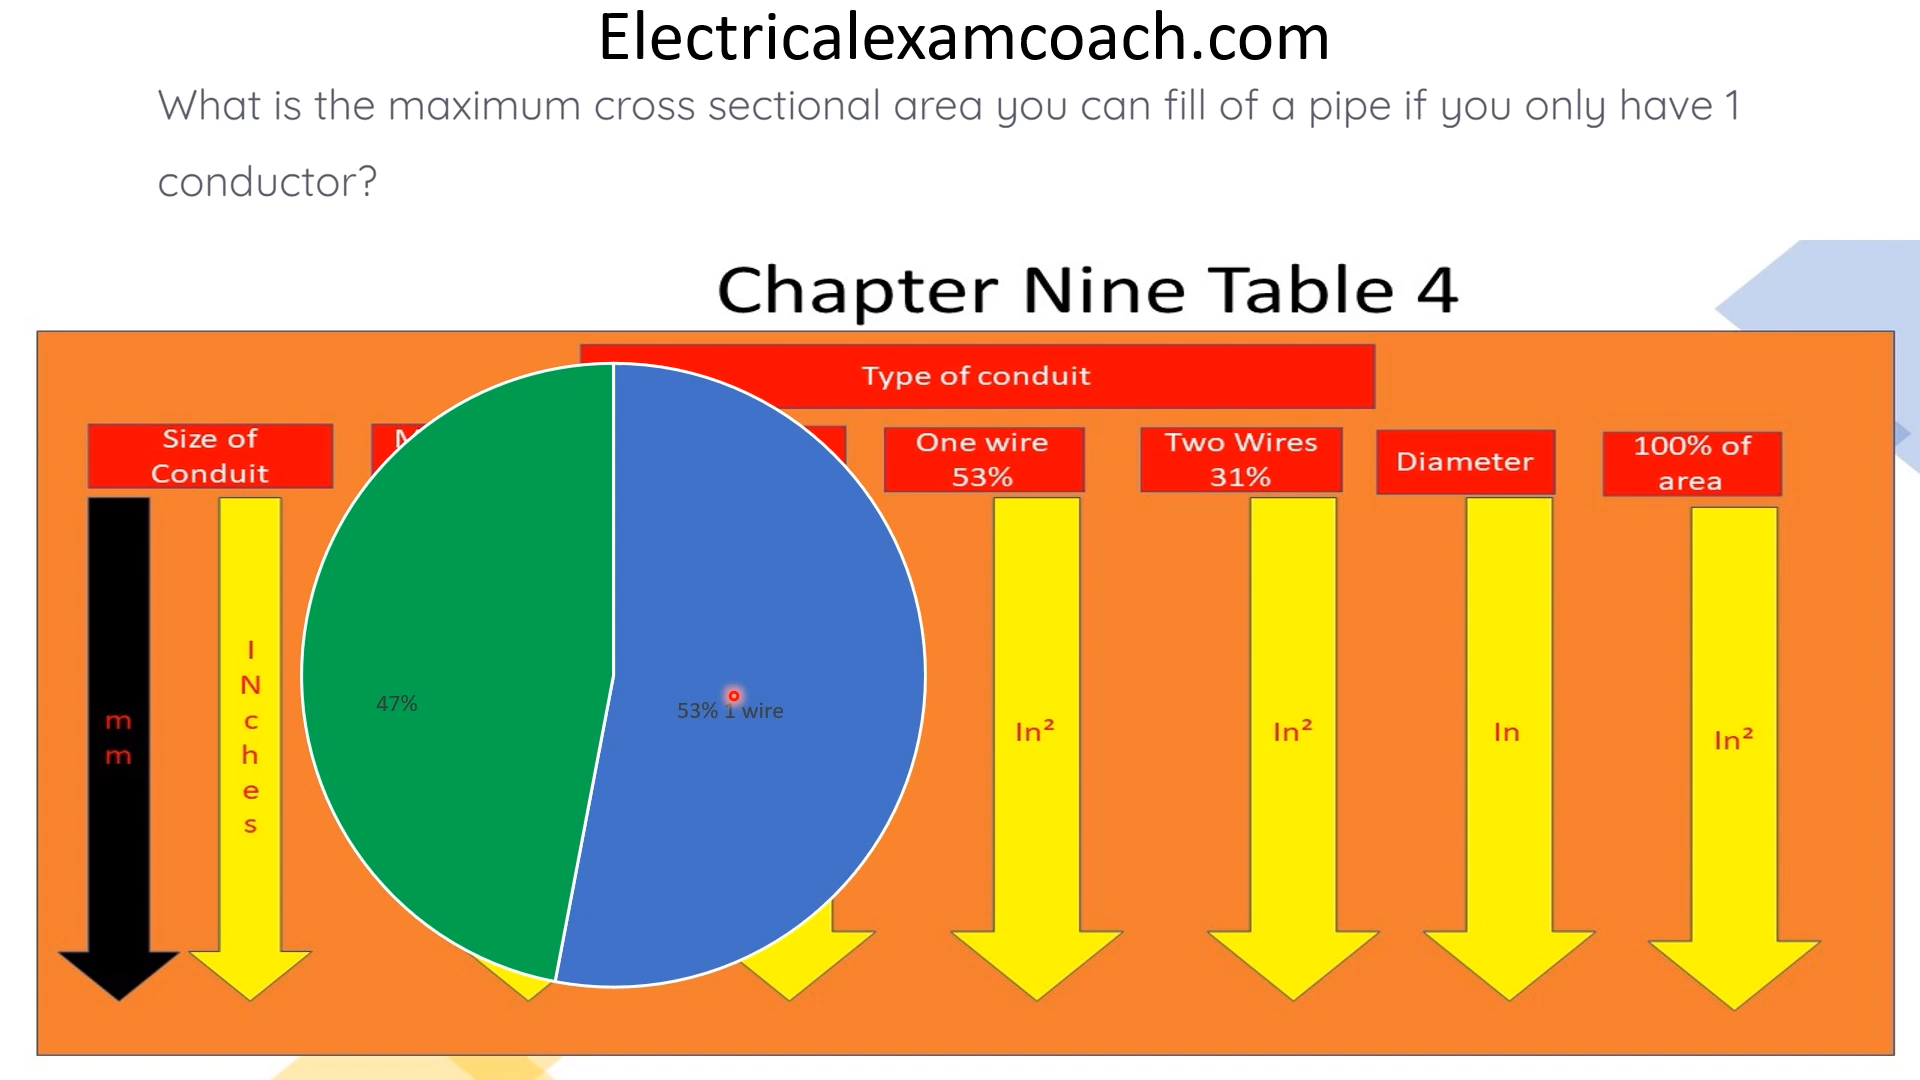 Electricalexamcoach.com
What is the maximum cross sectional area you can fill of a pipe if you only have 1
conductor?
Chapter Nine Table 4
Type of conduit
Size of
Conduit
One wire
53%
Two Wires
31%
Diameter
100% of
area
m
m
I
N
c
h
e
s
47%
53% 1 wire
In²
In²
In
In²